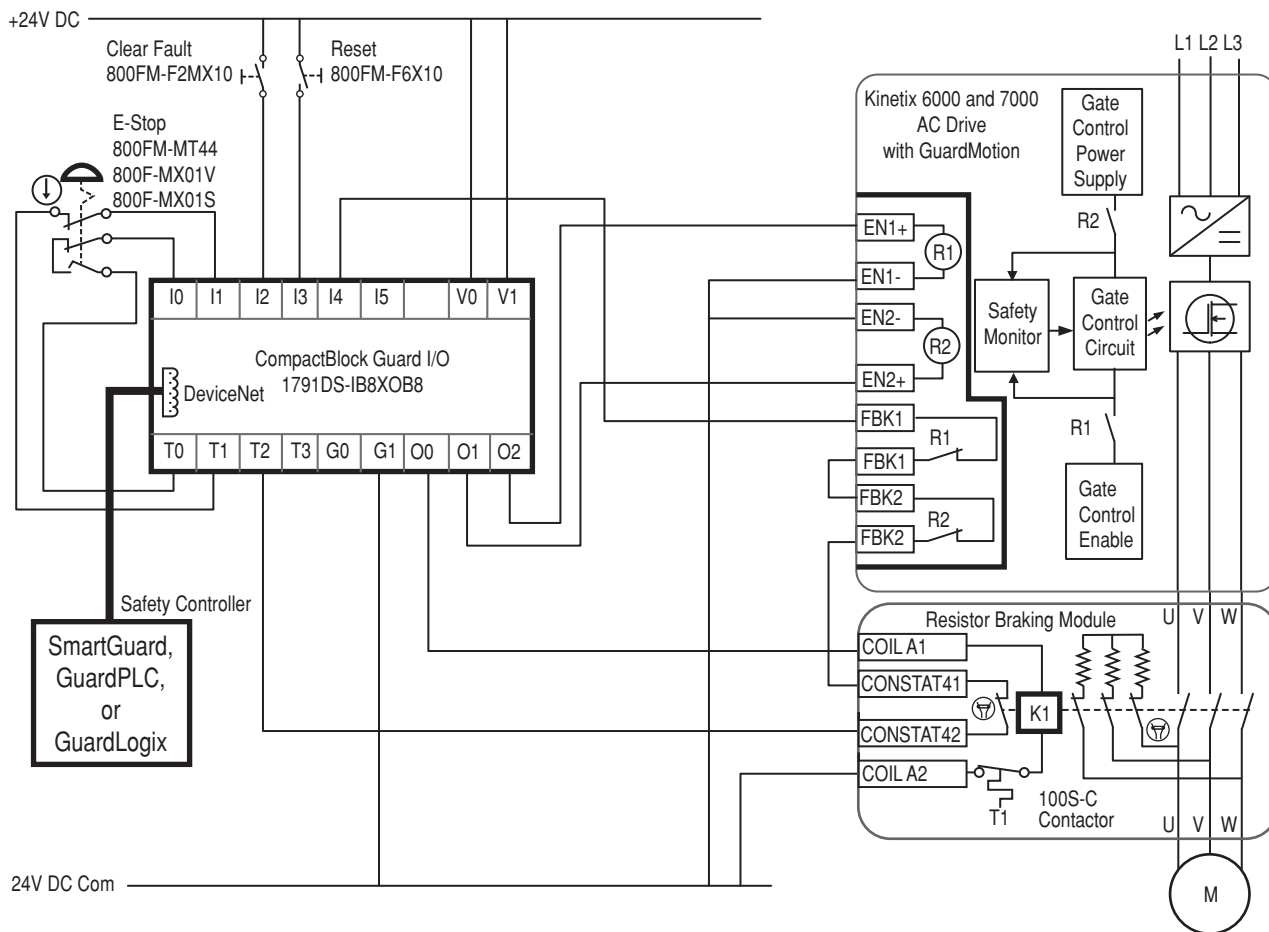 +24V DC
Clear Fault
800FM-F2MX10
Reset
800FM-F6X10
E-Stop
800FM-MT44
800F-MX01V
800F-MX01S
I0 I1 I2 I3 I4 I5 V0 V1
CompactBlock Guard I/O
1791DS-IB8XOB8
DeviceNet
T0 T1 T2 T3 G0 G1 O0 O1 O2
Safety Controller
SmartGuard,
GuardPLC,
or
GuardLogix
24V DC Com
L1 L2 L3
Kinetix 6000 and 7000
AC Drive
with GuardMotion
Gate
Control
Power
Supply
R2
EN1+
R1
EN1-
EN2-
R2
EN2+
Safety
Monitor
Gate
Control
Circuit
FBK1
R1
FBK1
FBK2
R2
FBK2
R1
Gate
Control
Enable
Resistor Braking Module
U V W
COIL A1
CONSTAT41
K1
CONSTAT42
COIL A2
T1
100S-C
Contactor
U V W
M